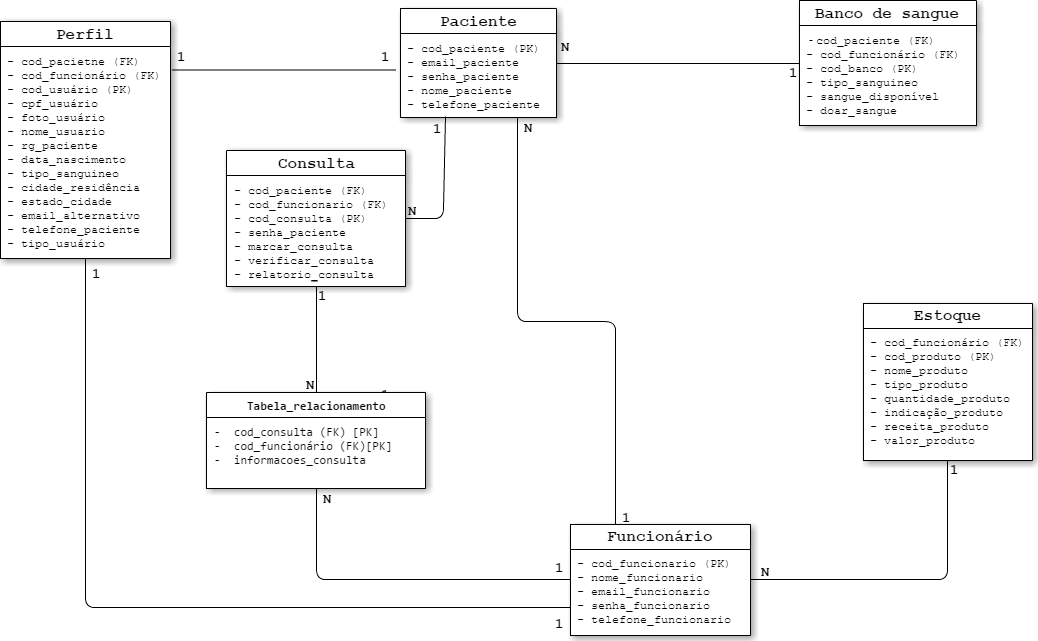 Perfil
- cod_pacietne (FK)
- cod_funcionário (FK)
- cod_usuário (PK)
- cpf_usuário
- foto_usuário
- nome_usuario
- rg_paciente
- data_nascimento
- tipo_sanguineo
- cidade_residência
- estado_cidade
- email_alternativo
- telefone_paciente
- tipo_usuário
1
1
1
Paciente
- cod_paciente (PK)
- email_paciente
- senha_paciente
- nome_paciente
- telefone_paciente
N
1
1
N
Banco de sangue
-cod_paciente (FK)
- cod_funcionário (FK)
- cod_banco (PK)
- tipo_sanguineo
- sangue_disponível
- doar_sangue
Consulta
- cod_paciente (FK)
- cod_funcionario (FK)
- cod_consulta (PK)
- senha_paciente
- marcar_consulta
- verificar_consulta
- relatorio_consulta
N
1
N
Tabela_relacionamento
- cod_consulta (FK) [PK]
- cod_funcionário (FK)[PK]
- informacoes_consulta
N
1
1
Estoque
- cod_funcionário (FK)
- cod_produto (PK)
- nome_produto
- tipo_produto
- quantidade_produto
- indicação_produto
- receita_produto
- valor_produto
1
N
1
Funcionário
- cod_funcionario (PK)
- nome_funcionario
- email_funcionario
- senha_funcionario
- telefone_funcionario